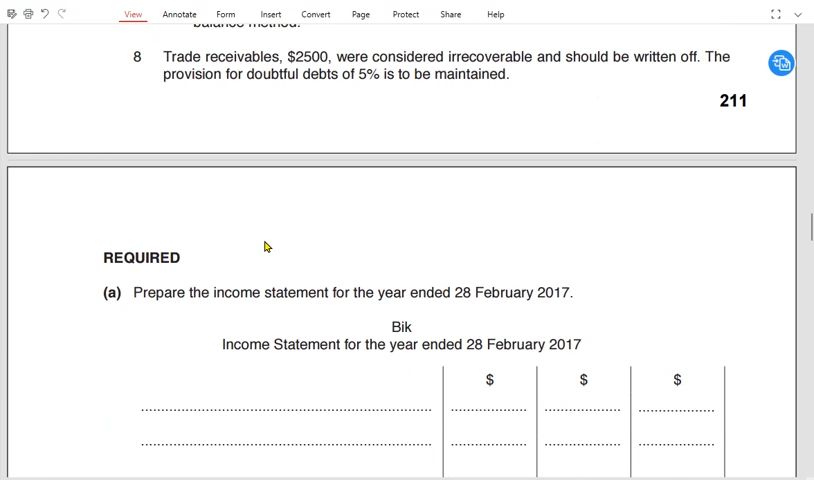 View Annotate Form Insert Convert Page Protect Share Help
balance method.
8 Trade receivables, $2500, were considered irrecoverable and should be written off. The
provision for doubtful debts of 5% is to be maintained.
211
REQUIRED
(a) Prepare the income statement for the year ended 28 February 2017.
Bik
Income Statement for the year ended 28 February 2017
$ $ $